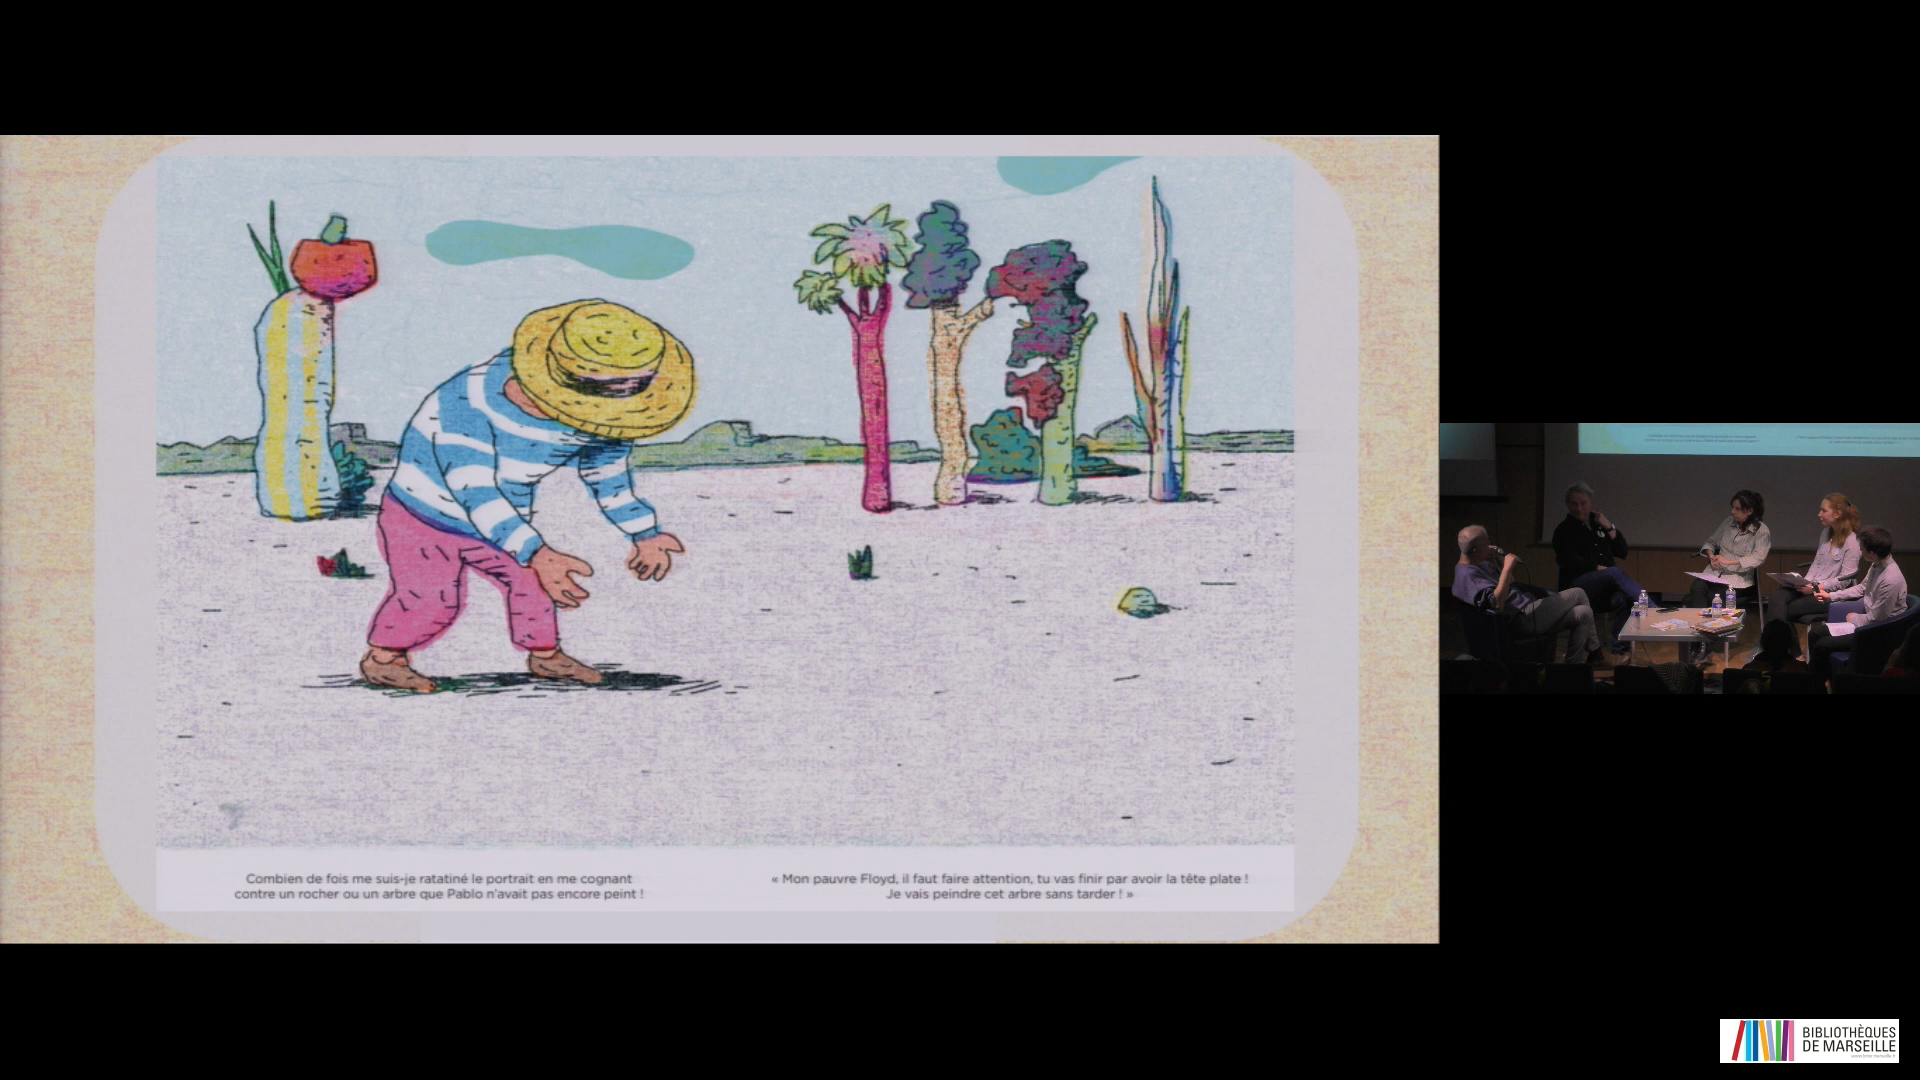 Combien de fois me suis-je ratatiné le portrait en me cognant
contre un rocher ou un arbre que Pablo n'avait pas encore peint !
« Mon pauvre Floyd, il faut faire attention, tu vas finir par avoir la tête plate !
Je vais peindre cet arbre sans tarder ! »
BIBLIOTHÈQUES
DE MARSEILLE